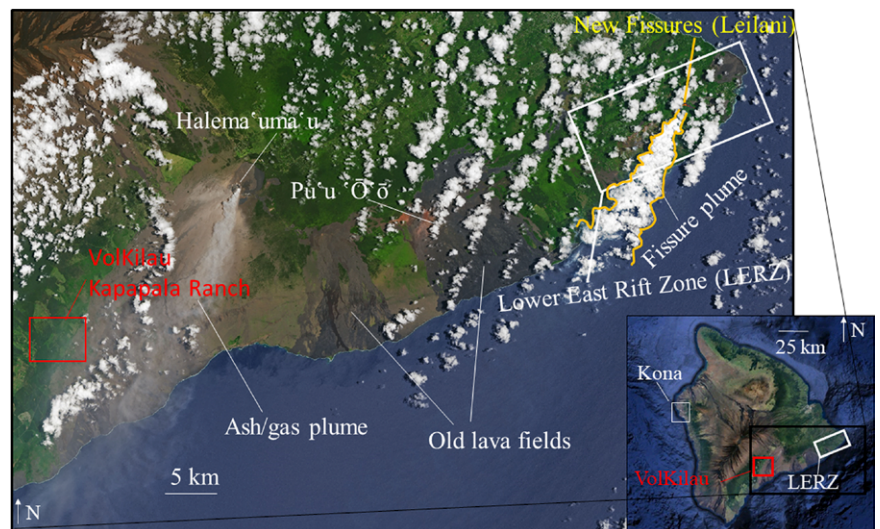 New Fissures (Leilani)
Halema`uma`u
Pu`u `Ō`ō
Fissure plume
VolKilau
Kapapala Ranch
Lower East Rift Zone (LERZ)
Ash/gas plume
Old lava fields
5 km
N
25 km
N
Kona
VolKilau
LERZ